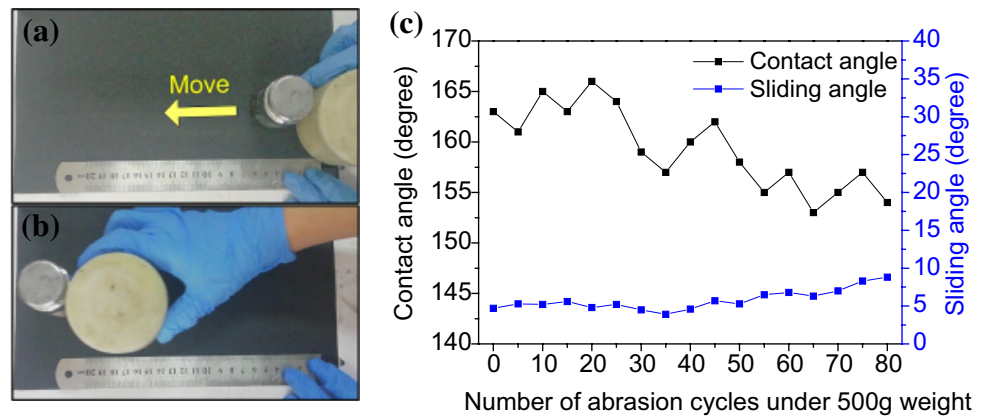 (a)
Move
(b)
(c)
170
165
160
155
150
145
140
Contact angle (degree)
Contact angle
Sliding angle
40
35
30
25
20
15
10
5
0
Sliding angle (degree)
0 10 20 30 40 50 60 70 80
Number of abrasion cycles under 500g weight